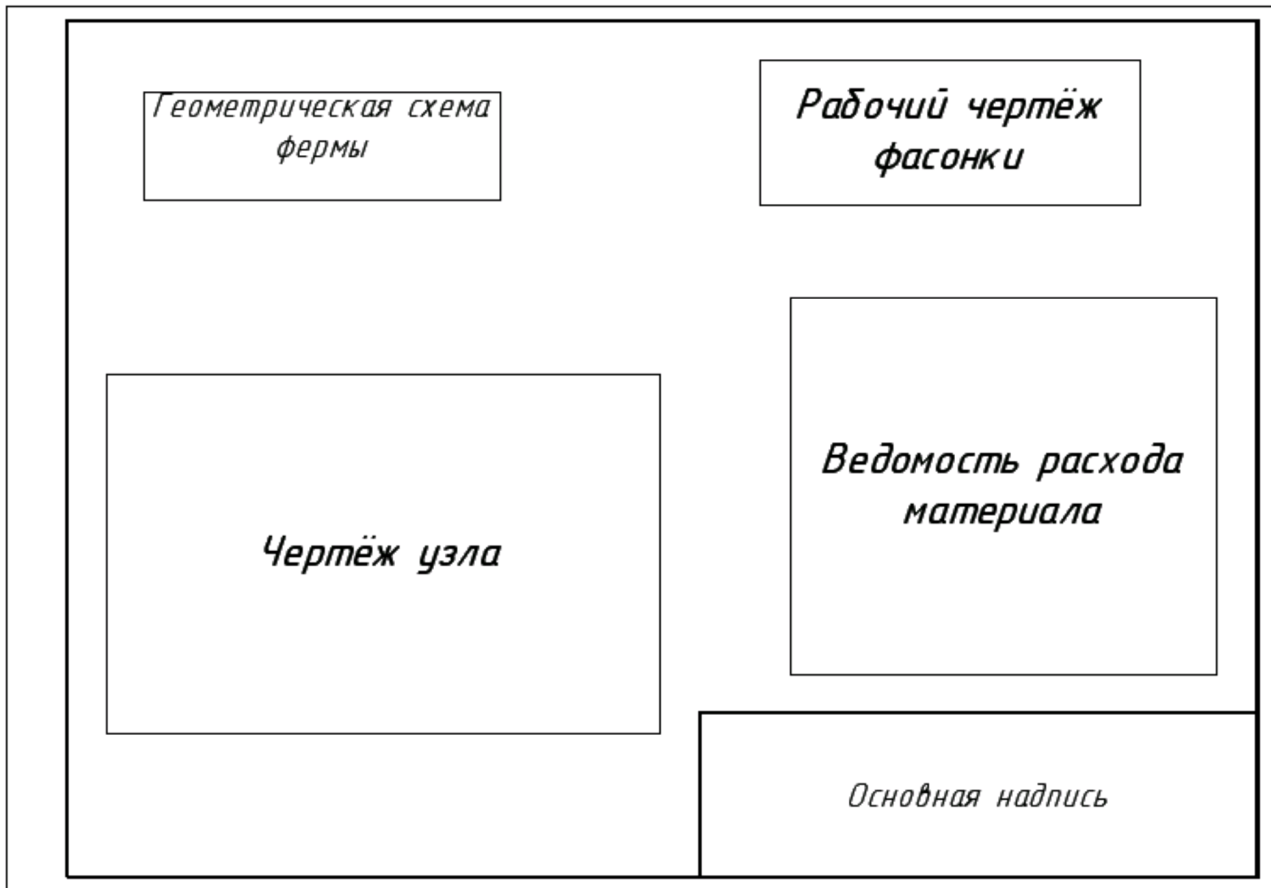 Геометрическая схема
фермы
Рабочий чертёж
фасонки
Ведомость расхода
материала
Чертёж узла
Основная надпись